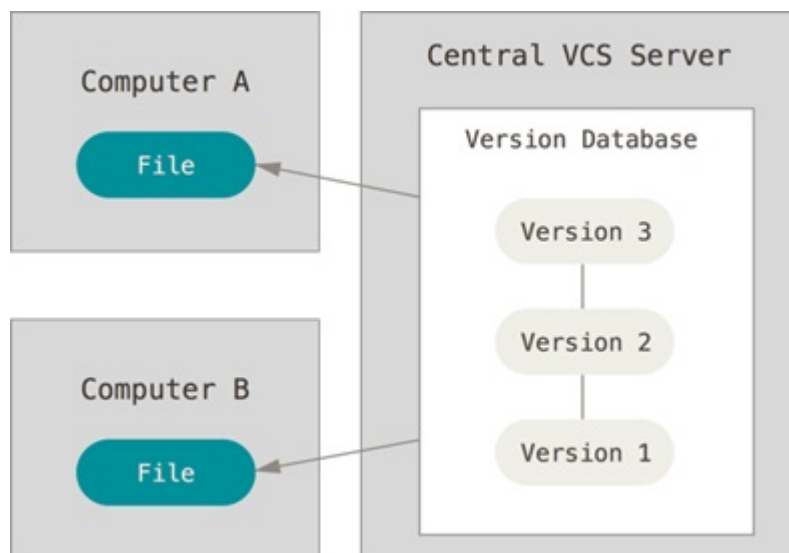 Computer A
File
Computer B
File
Central VCS Server
Version Database
Version 3
Version 2
Version 1